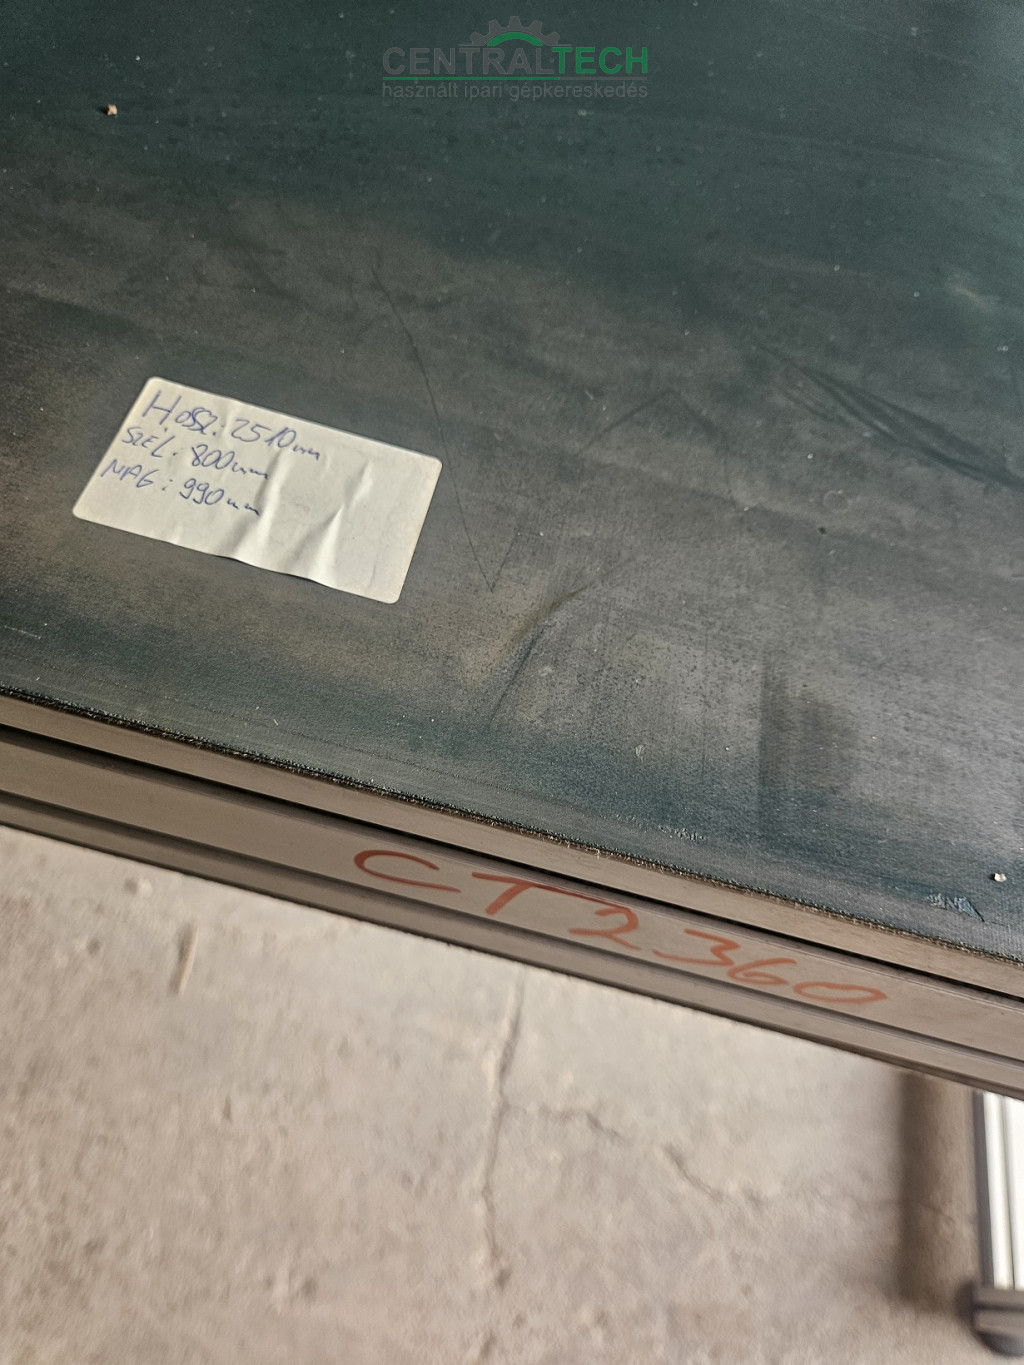 CENTRALTECH
használt ipari gépkereskedés
HOSSZ: 2510mm
SZÉL: 800mm
MAG: 990mm
CT2360